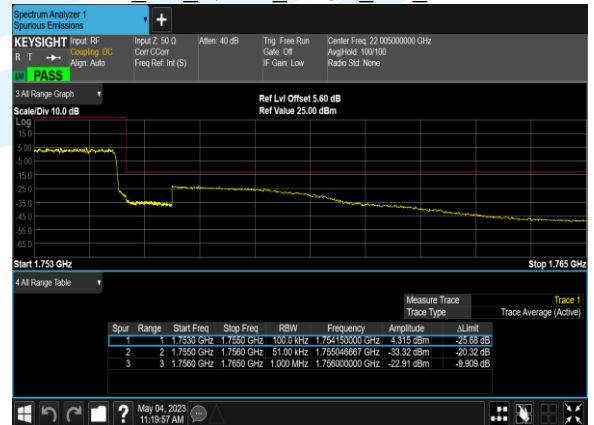 Spectrum Analyzer 1
Spurious Emissions
+
KEYSIGHT Input: RF Input Z: 50 Ω Atten: 40 dB Trig: Free Run Center Freq: 22.005000000 GHz
R T Coupling: DC Corr CCorr Gate: Off Avg|Hold: 100/100
Align: Auto Freq Ref: Int (S) IF Gain: Low Radio Std: None
LV PASS
3 All Range Graph
Ref Lvl Offset 5.60 dB
Scale/Div 10.0 dB Ref Value 25.00 dBm
Log
15.0
5.00
-5.00
-15.0
-25.0
-35.0
-45.0
-55.0
-65.0
Start 1.753 GHz Stop 1.765 GHz
4 All Range Table
Measure Trace Trace 1
Trace Type Trace Average (Active)
Spur Range Start Freq Stop Freq RBW Frequency Amplitude ΔLimit
1 1 1.7530 GHz 1.7550 GHz 100.0 kHz 1.754150000 GHz 4.315 dBm -25.68 dB
2 2 1.7550 GHz 1.7560 GHz 51.00 kHz 1.755046667 GHz -33.32 dBm -20.32 dB
3 3 1.7560 GHz 1.7650 GHz 1.000 MHz 1.756000000 GHz -22.91 dBm -9.909 dB
? May 04, 2023
11:19:57 AM